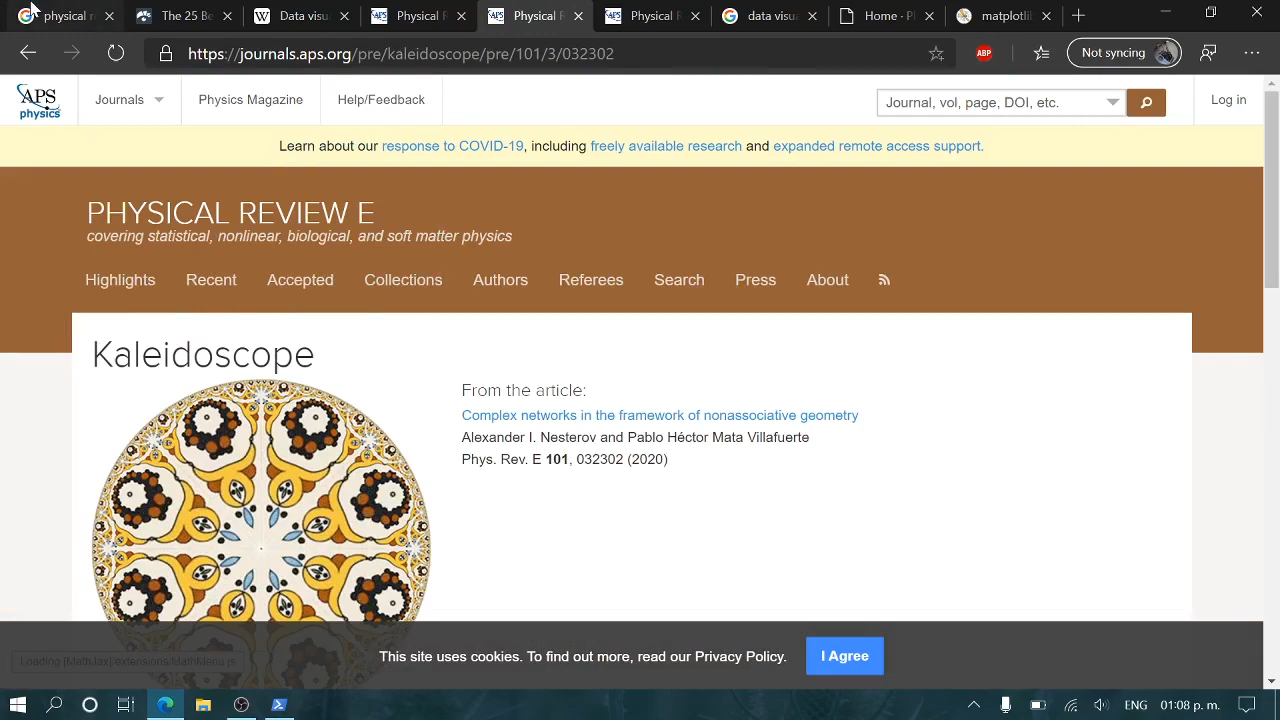 physical r
The 25 Be
Data visu
Physical R
Physical R
Physical R
data visu
Home - P
matplotli
https://journals.aps.org/pre/kaleidoscope/pre/101/3/032302
ABP
Not syncing
APS
physics
Journals
Physics Magazine
Help/Feedback
Journal, vol, page, DOI, etc.
Log in
Learn about our response to COVID-19, including freely available research and expanded remote access support.
PHYSICAL REVIEW E
covering statistical, nonlinear, biological, and soft matter physics
Highlights
Recent
Accepted
Collections
Authors
Referees
Search
Press
About
Kaleidoscope
From the article:
Complex networks in the framework of nonassociative geometry
Alexander I. Nesterov and Pablo Héctor Mata Villafuerte
Phys. Rev. E 101, 032302 (2020)
This site uses cookies. To find out more, read our Privacy Policy.
I Agree
Loading [MathJax]/extensions/MathMenu.js
ENG
01:08 p. m.